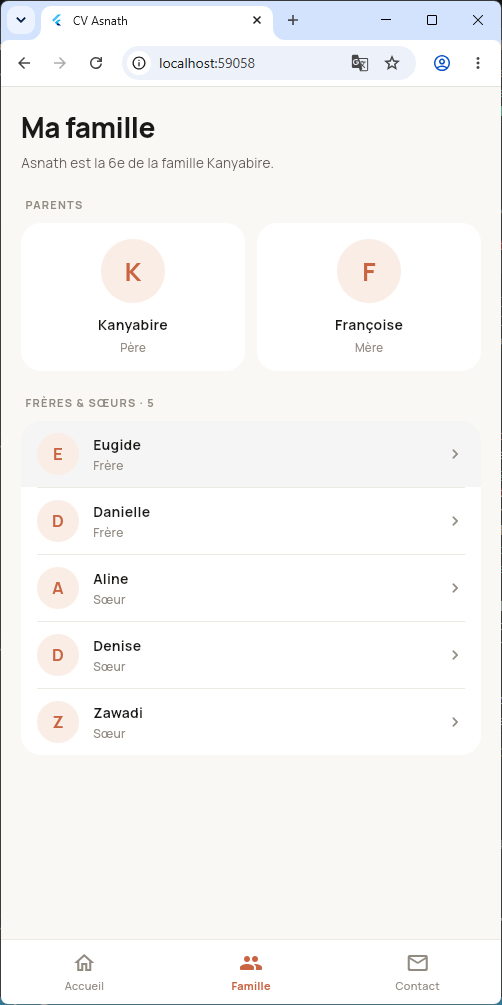 CV Asnath
localhost:59058
Ma famille
Asnath est la 6e de la famille Kanyabire.
PARENTS
K
F
Kanyabire
Françoise
Père
Mère
FRÈRES & SŒURS · 5
E
Eugide
Frère
D
Danielle
Frère
A
Aline
Sœur
D
Denise
Sœur
Z
Zawadi
Sœur
Accueil
Famille
Contact